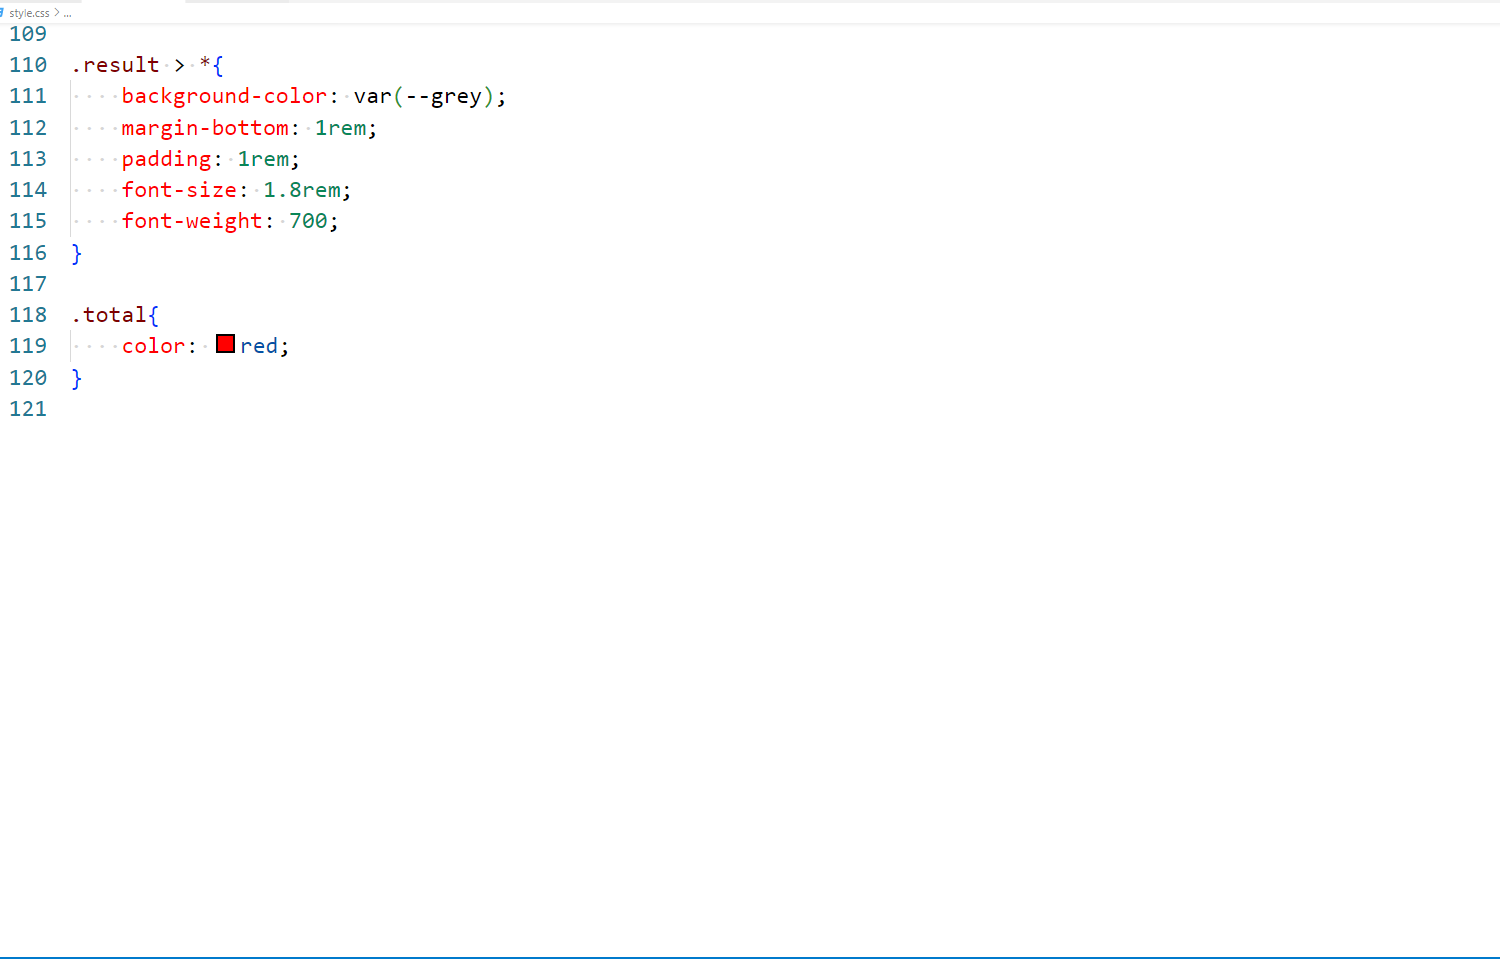 style.css > ...
109
110 .result > *{
111     background-color: var(--grey);
112     margin-bottom: 1rem;
113     padding: 1rem;
114     font-size: 1.8rem;
115     font-weight: 700;
116 }
117
118 .total{
119     color: red;
120 }
121